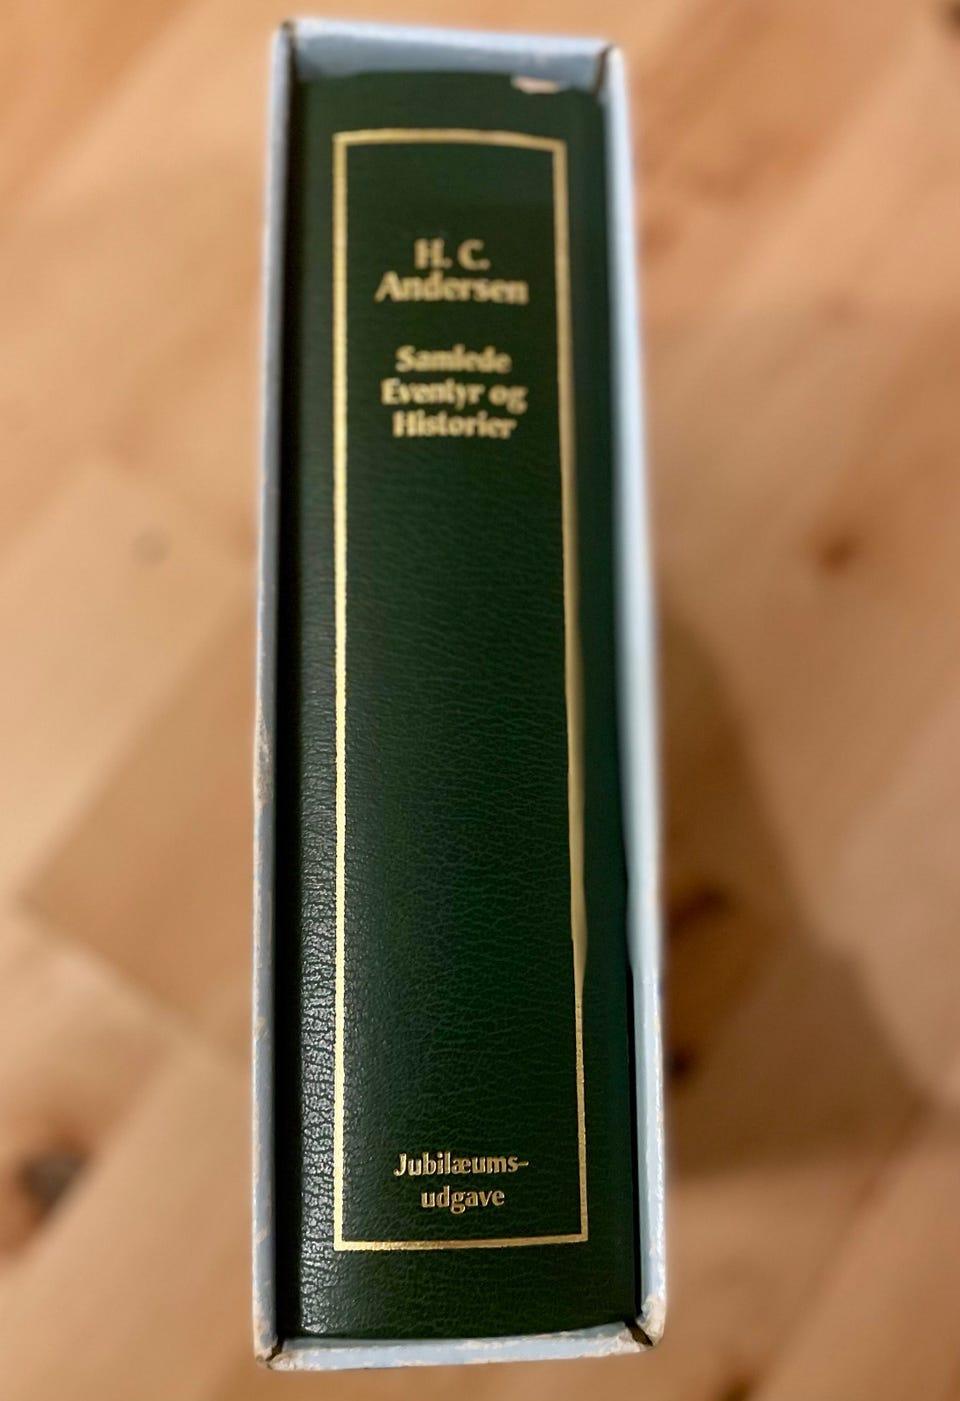 H. C.
Andersen
Samlede
Eventyr og
Historier
Jubilæums-
udgave